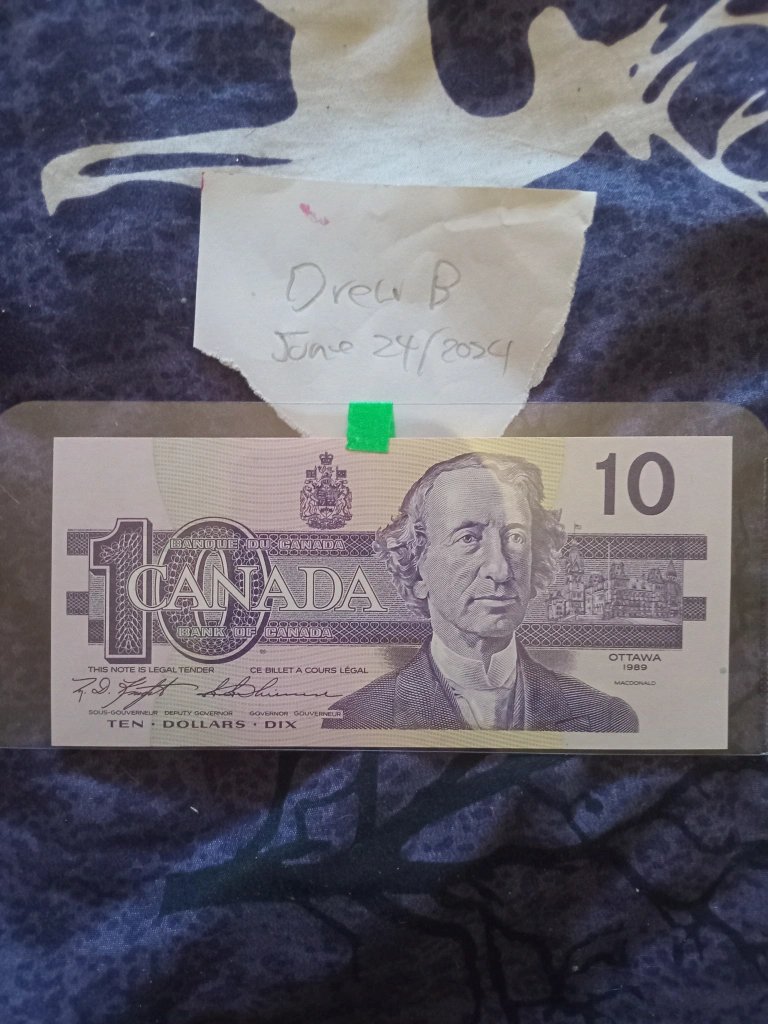 Drew B
June 24/2024
10
10
BANQUE DU CANADA
CANADA
BANK OF CANADA
THIS NOTE IS LEGAL TENDER CE BILLET A COURS LÉGAL
SOUS-GOUVERNEUR DEPUTY GOVERNOR GOVERNOR GOUVERNEUR
TEN · DOLLARS · DIX
OTTAWA
1989
MACDONALD